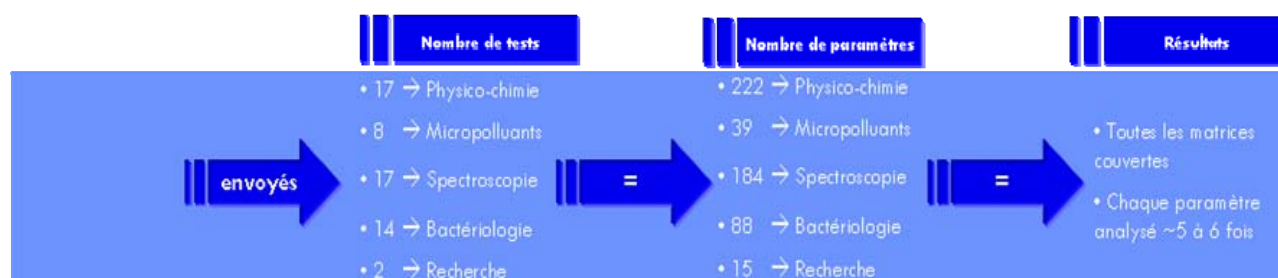 Nombre de tests
Nombre de paramètres
Résultats
envoyés
• 17 → Physico-chimie
• 8 → Micropolluants
• 17 → Spectroscopie
• 14 → Bactériologie
• 2 → Recherche
=
• 222 → Physico-chimie
• 39 → Micropolluants
• 184 → Spectroscopie
• 88 → Bactériologie
• 15 → Recherche
=
• Toutes les matrices
couvertes
• Chaque paramètre
analysé ~5 à 6 fois